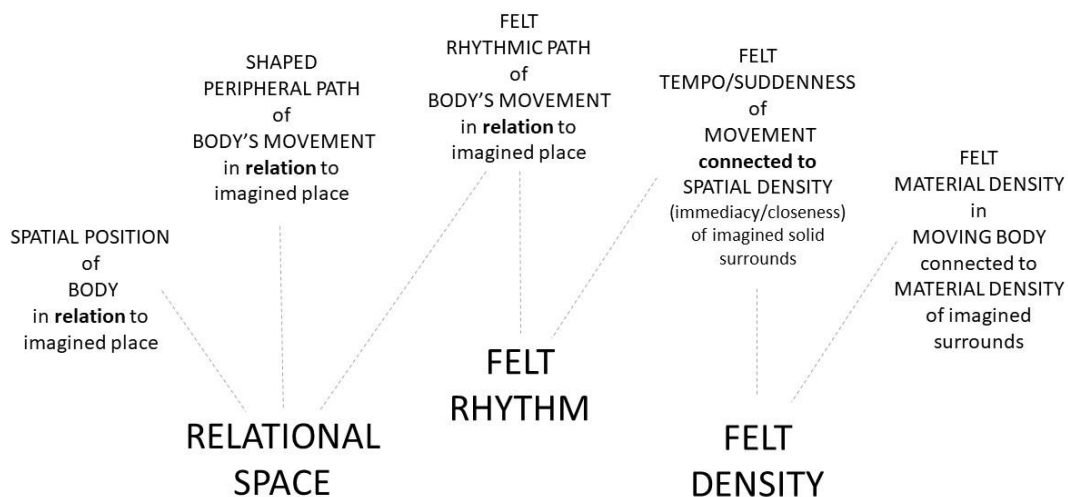 SPATIAL POSITION
of
BODY
in relation to
imagined place
SHAPED
PERIPHERAL PATH
of
BODY'S MOVEMENT
in relation to
imagined place
FELT
RHYTHMIC PATH
of
BODY'S MOVEMENT
in relation to
imagined place
FELT
TEMPO/SUDDENNESS
of
MOVEMENT
connected to
SPATIAL DENSITY
(immediacy/closeness)
of imagined solid
surrounds
FELT
MATERIAL DENSITY
in
MOVING BODY
connected to
MATERIAL DENSITY
of imagined
surrounds
RELATIONAL
SPACE
FELT
RHYTHM
FELT
DENSITY